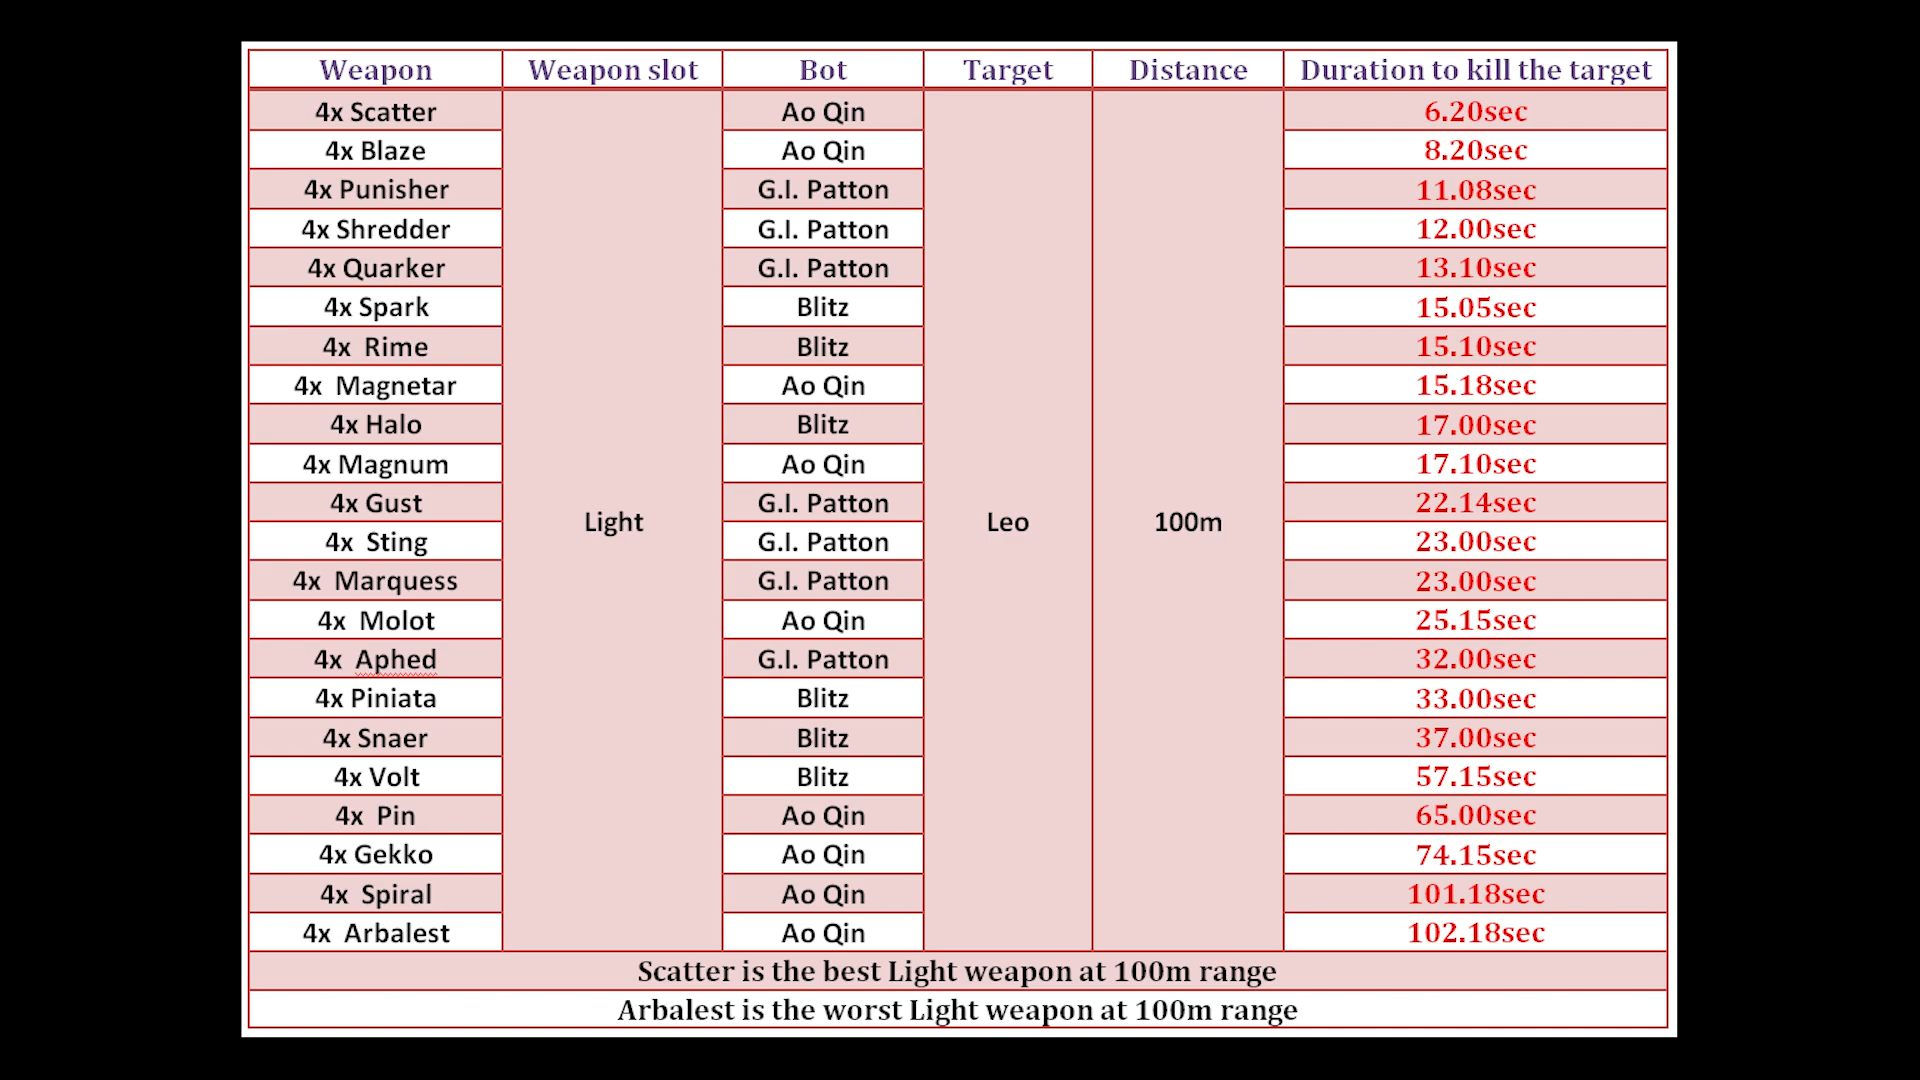 Weapon Weapon slot Bot Target Distance Duration to kill the target
4x Scatter Ao Qin 6.20sec
4x Blaze Ao Qin 8.20sec
4x Punisher G.I. Patton 11.08sec
4x Shredder G.I. Patton 12.00sec
4x Quarker G.I. Patton 13.10sec
4x Spark Blitz 15.05sec
4x Rime Blitz 15.10sec
4x Magnetar Ao Qin 15.18sec
4x Halo Blitz 17.00sec
4x Magnum Ao Qin 17.10sec
4x Gust G.I. Patton 22.14sec
Light Leo 100m
4x Sting G.I. Patton 23.00sec
4x Marquess G.I. Patton 23.00sec
4x Molot Ao Qin 25.15sec
4x Aphed G.I. Patton 32.00sec
4x Piniata Blitz 33.00sec
4x Snaer Blitz 37.00sec
4x Volt Blitz 57.15sec
4x Pin Ao Qin 65.00sec
4x Gekko Ao Qin 74.15sec
4x Spiral Ao Qin 101.18sec
4x Arbalest Ao Qin 102.18sec
Scatter is the best Light weapon at 100m range
Arbalest is the worst Light weapon at 100m range